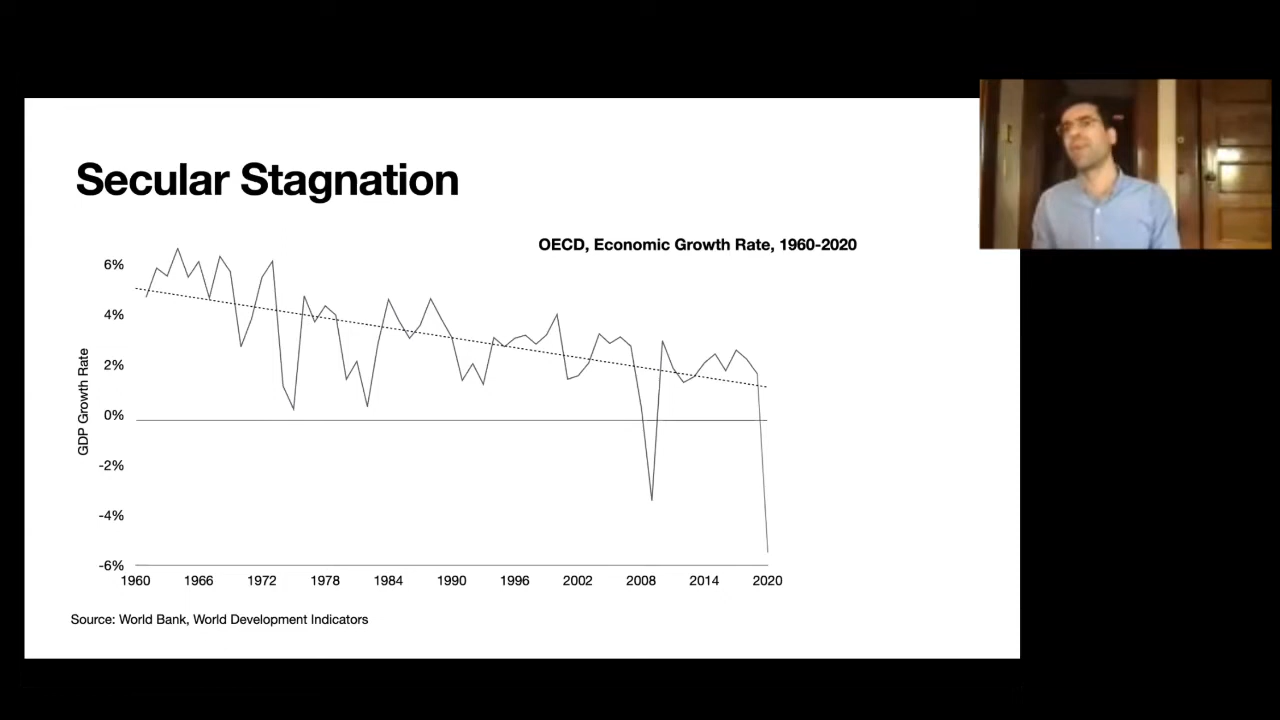 Secular Stagnation
OECD, Economic Growth Rate, 1960-2020
GDP Growth Rate
6%
4%
2%
0%
-2%
-4%
-6%
1960 1966 1972 1978 1984 1990 1996 2002 2008 2014 2020
Source: World Bank, World Development Indicators